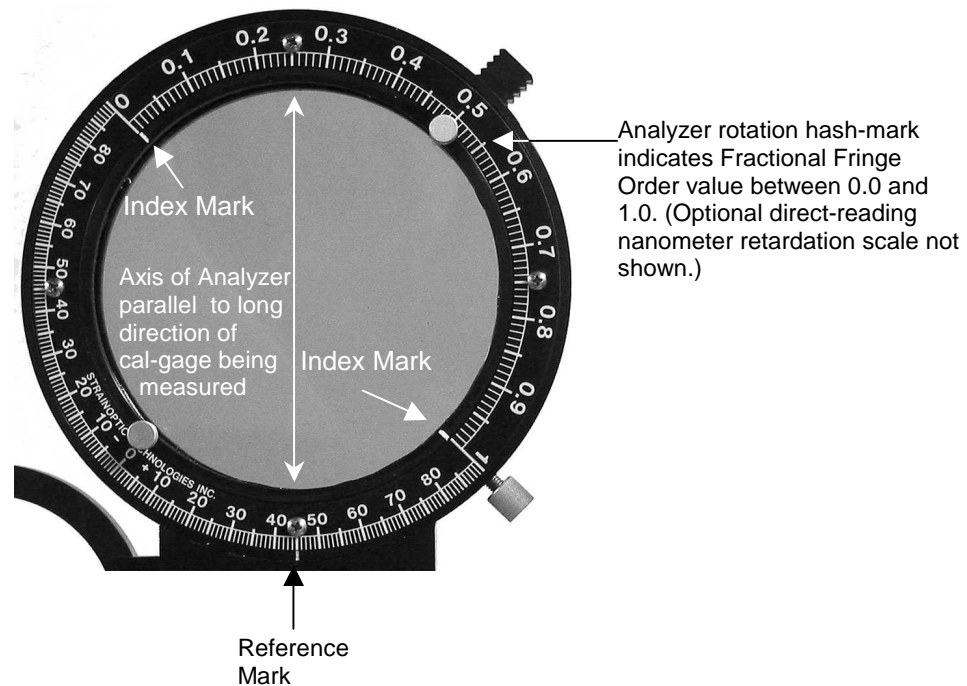 0
0.1
0.2
0.3
0.4
0.5
0.6
0.7
0.8
0.9
1
80
70
60
50
40
30
20
10 – 0 + 10
20
30
40
50
60
70
80
STRAINOPTIC TECHNOLOGIES INC.
Index Mark
Axis of Analyzer
parallel to long
direction of
cal-gage being
measured
Index Mark
Analyzer rotation hash-mark
indicates Fractional Fringe
Order value between 0.0 and
1.0. (Optional direct-reading
nanometer retardation scale not
shown.)
Reference
Mark